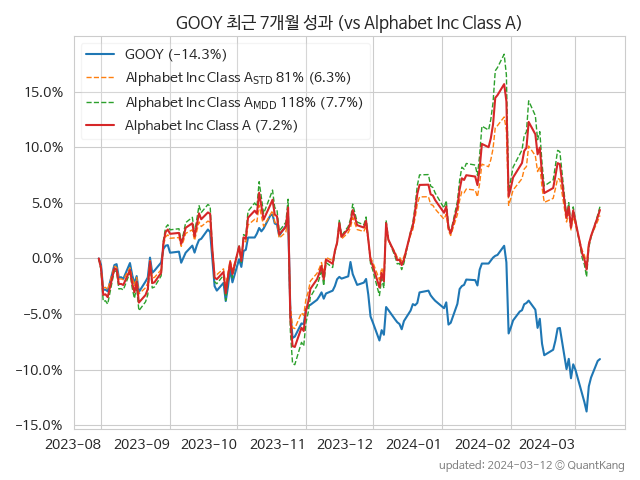 GOOY 최근 7개월 성과 (vs Alphabet Inc Class A)
GOOY (−14.3%)
Alphabet Inc Class A_STD 81% (6.3%)
Alphabet Inc Class A_MDD 118% (7.7%)
Alphabet Inc Class A (7.2%)
15.0%
10.0%
5.0%
0.0%
−5.0%
−10.0%
−15.0%
2023-08 2023-09 2023-10 2023-11 2023-12 2024-01 2024-02 2024-03
updated: 2024-03-12 © QuantKang